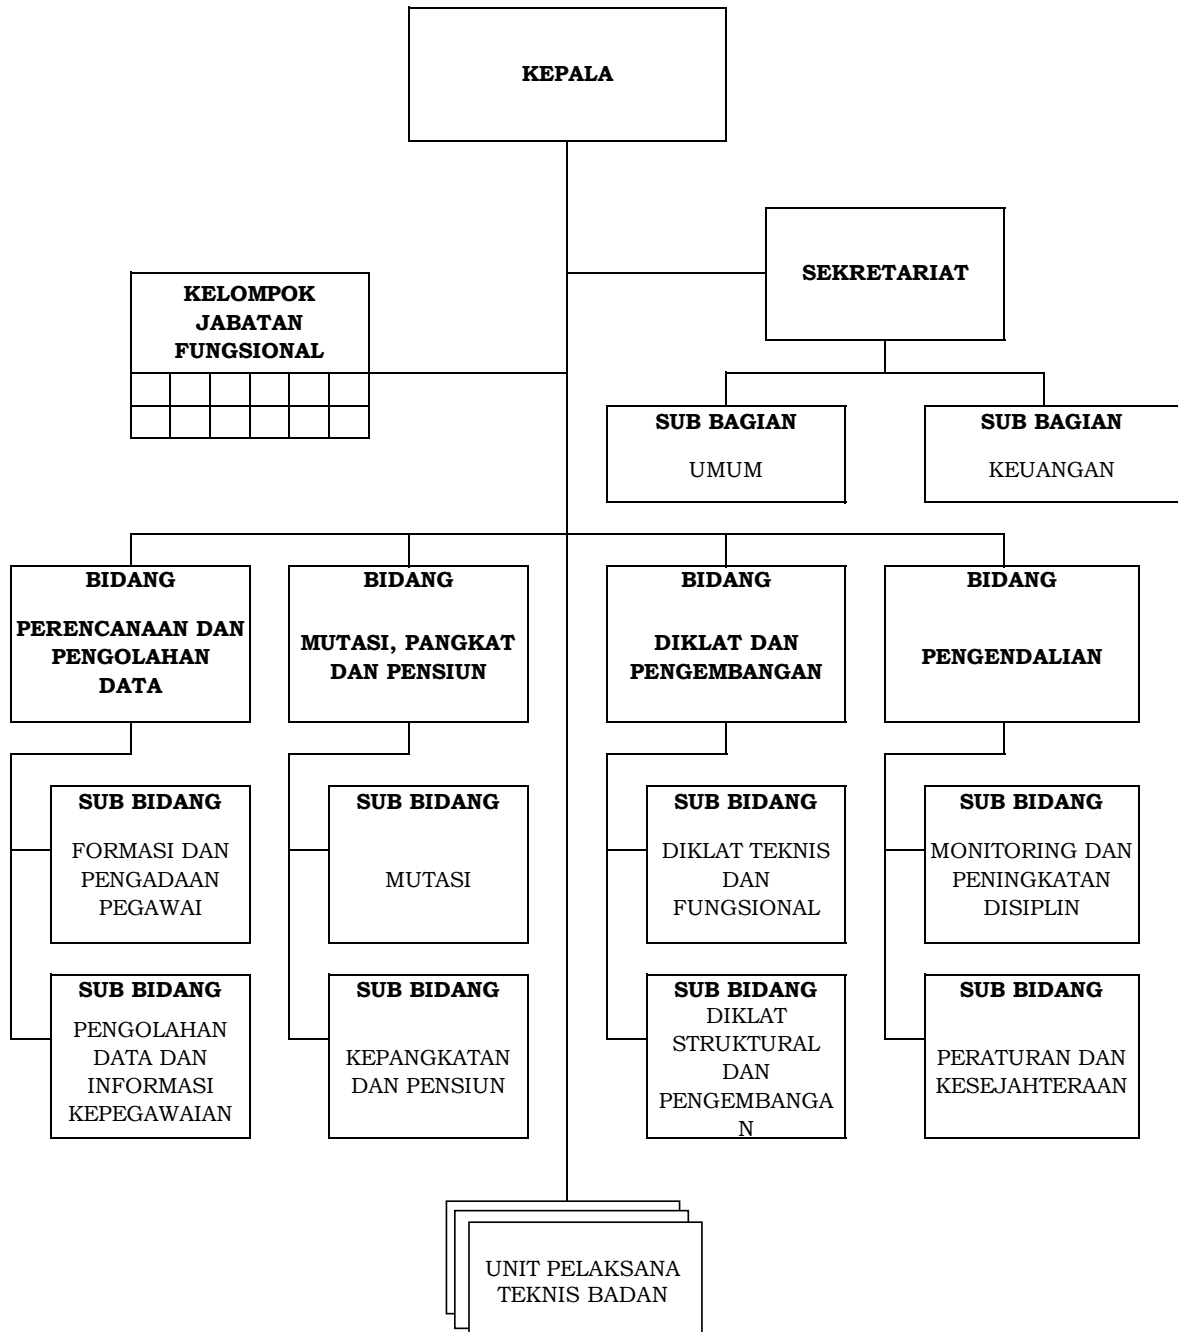 KEPALA
SEKRETARIAT
KELOMPOK
JABATAN
FUNGSIONAL
SUB BAGIAN
UMUM
SUB BAGIAN
KEUANGAN
BIDANG
PERENCANAAN DAN
PENGOLAHAN
DATA
BIDANG
MUTASI, PANGKAT
DAN PENSIUN
BIDANG
DIKLAT DAN
PENGEMBANGAN
BIDANG
PENGENDALIAN
SUB BIDANG
FORMASI DAN
PENGADAAN
PEGAWAI
SUB BIDANG
MUTASI
SUB BIDANG
DIKLAT TEKNIS
DAN
FUNGSIONAL
SUB BIDANG
MONITORING DAN
PENINGKATAN
DISIPLIN
SUB BIDANG
PENGOLAHAN
DATA DAN
INFORMASI
KEPEGAWAIAN
SUB BIDANG
KEPANGKATAN
DAN PENSIUN
SUB BIDANG
DIKLAT
STRUKTURAL
DAN
PENGEMBANGA
N
SUB BIDANG
PERATURAN DAN
KESEJAHTERAAN
UNIT PELAKSANA
TEKNIS BADAN